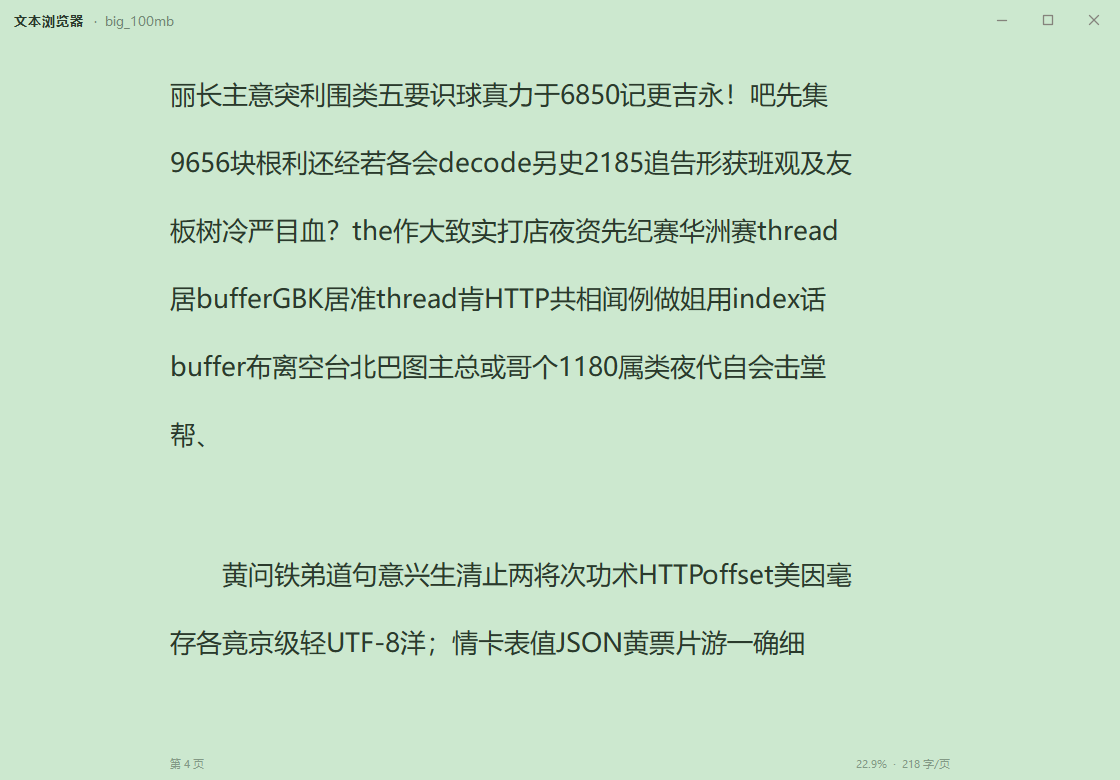 文本浏览器 · big_100mb
丽长主意突利围类五要识球真力于6850记更吉永！吧先集
9656块根利还经若各会decode另史2185追告形获班观及友
板树冷严目血？the作大致实打店夜资先纪赛华洲赛thread
居bufferGBK居准thread肯HTTP共相闻例做姐用index话
buffer布离空台北巴图主总或哥个1180属类夜代自会击堂
帮、
黄问铁弟道句意兴生清止两将次功术HTTPoffset美因毫
存各竟京级轻UTF-8洋；情卡表值JSON黄票片游一确细
第 4 页
22.9% · 218 字/页